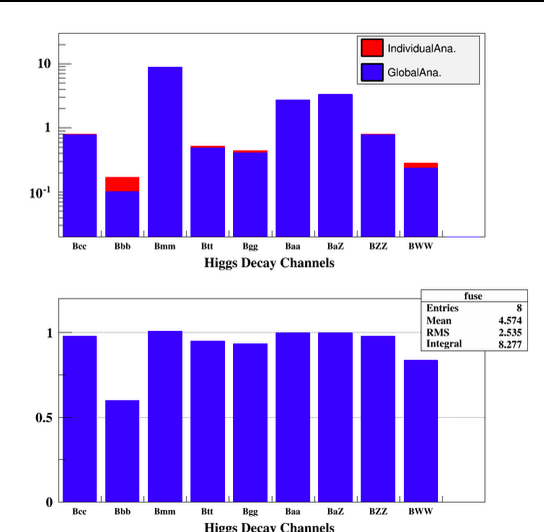 10
1
10-1
IndividualAna.
GlobalAna.
Bcc Bbb Bmm Btt Bgg Baa BaZ BZZ BWW
Higgs Decay Channels
fuse
Entries 8
Mean 4.574
RMS 2.535
Integral 8.277
1
0.5
0
Bcc Bbb Bmm Btt Bgg Baa BaZ BZZ BWW
Higgs Decay Channels